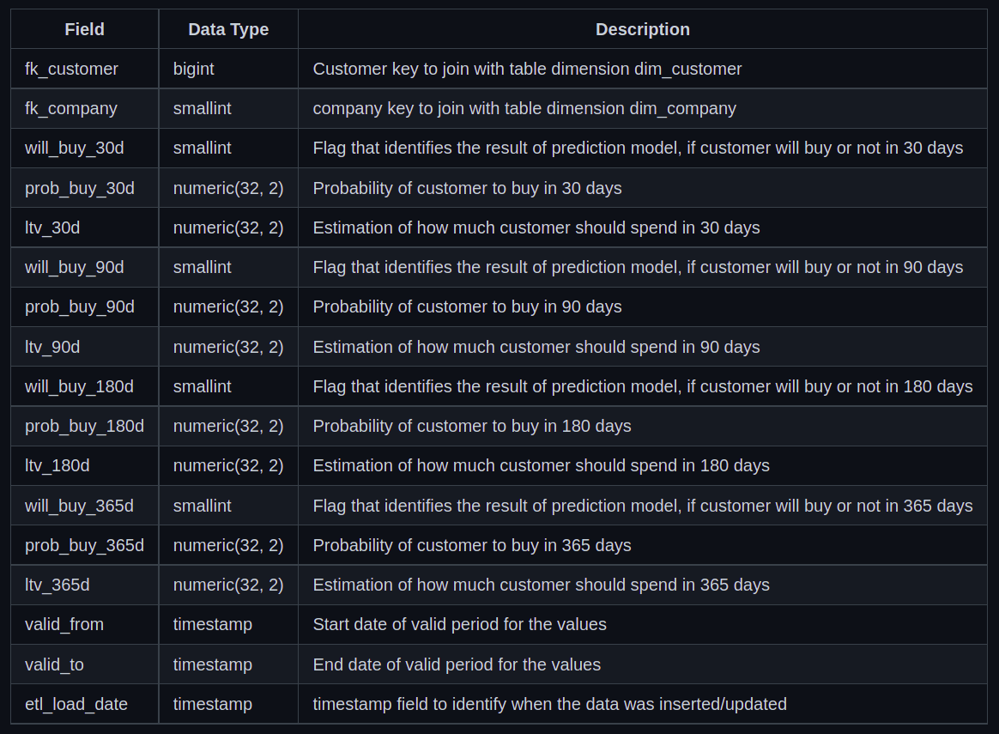 Field Data Type Description
fk_customer bigint Customer key to join with table dimension dim_customer
fk_company smallint company key to join with table dimension dim_company
will_buy_30d smallint Flag that identifies the result of prediction model, if customer will buy or not in 30 days
prob_buy_30d numeric(32, 2) Probability of customer to buy in 30 days
ltv_30d numeric(32, 2) Estimation of how much customer should spend in 30 days
will_buy_90d smallint Flag that identifies the result of prediction model, if customer will buy or not in 90 days
prob_buy_90d numeric(32, 2) Probability of customer to buy in 90 days
ltv_90d numeric(32, 2) Estimation of how much customer should spend in 90 days
will_buy_180d smallint Flag that identifies the result of prediction model, if customer will buy or not in 180 days
prob_buy_180d numeric(32, 2) Probability of customer to buy in 180 days
ltv_180d numeric(32, 2) Estimation of how much customer should spend in 180 days
will_buy_365d smallint Flag that identifies the result of prediction model, if customer will buy or not in 365 days
prob_buy_365d numeric(32, 2) Probability of customer to buy in 365 days
ltv_365d numeric(32, 2) Estimation of how much customer should spend in 365 days
valid_from timestamp Start date of valid period for the values
valid_to timestamp End date of valid period for the values
etl_load_date timestamp timestamp field to identify when the data was inserted/updated